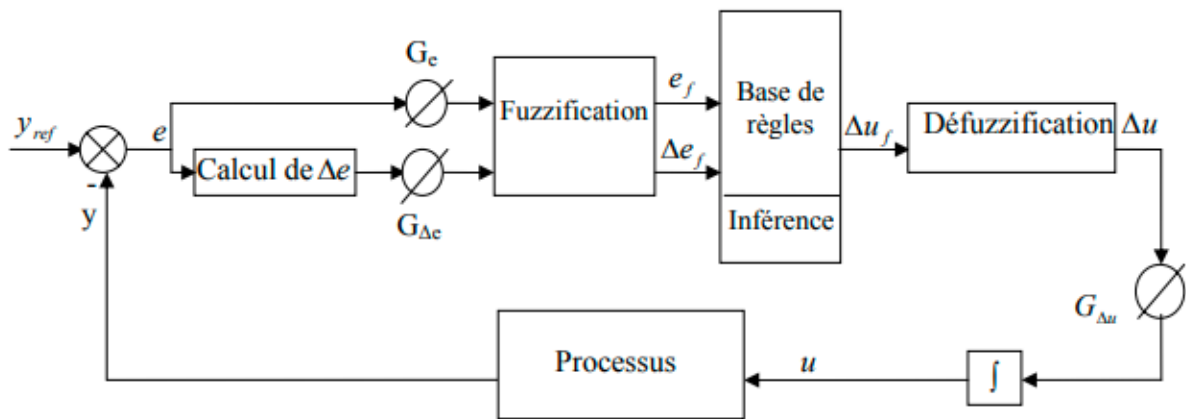 G_e
y_ref
e
Calcul de Δe
G_Δe
Fuzzification
e_f
Δe_f
Base de
règles
Inférence
Δu_f
Défuzzification
Δu
-
y
G_Δu
Processus
u
∫